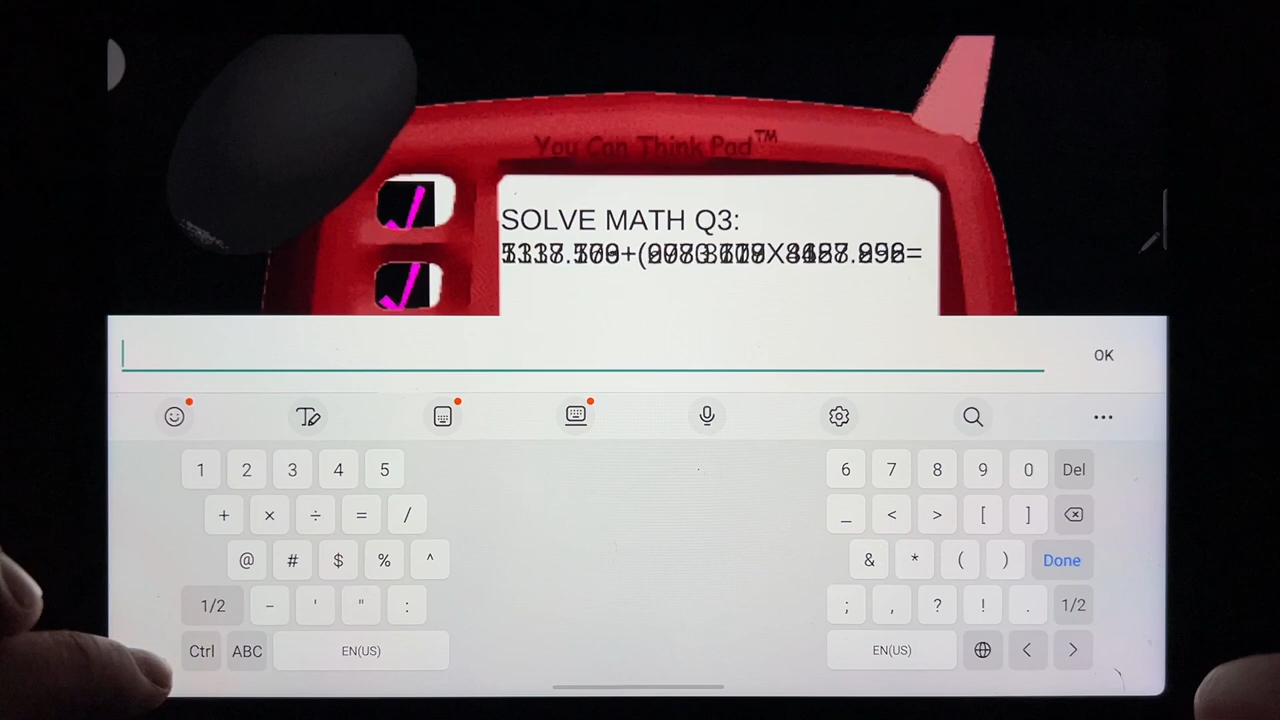 You Can Think Pad™
SOLVE MATH Q3:
OK
1 2 3 4 5 6 7 8 9 0 Del
+ × ÷ = / _ < > [ ]
@ # $ % ^ & * ( ) Done
1/2 - ' " : ; , ? ! . 1/2
Ctrl ABC EN(US) EN(US) < >